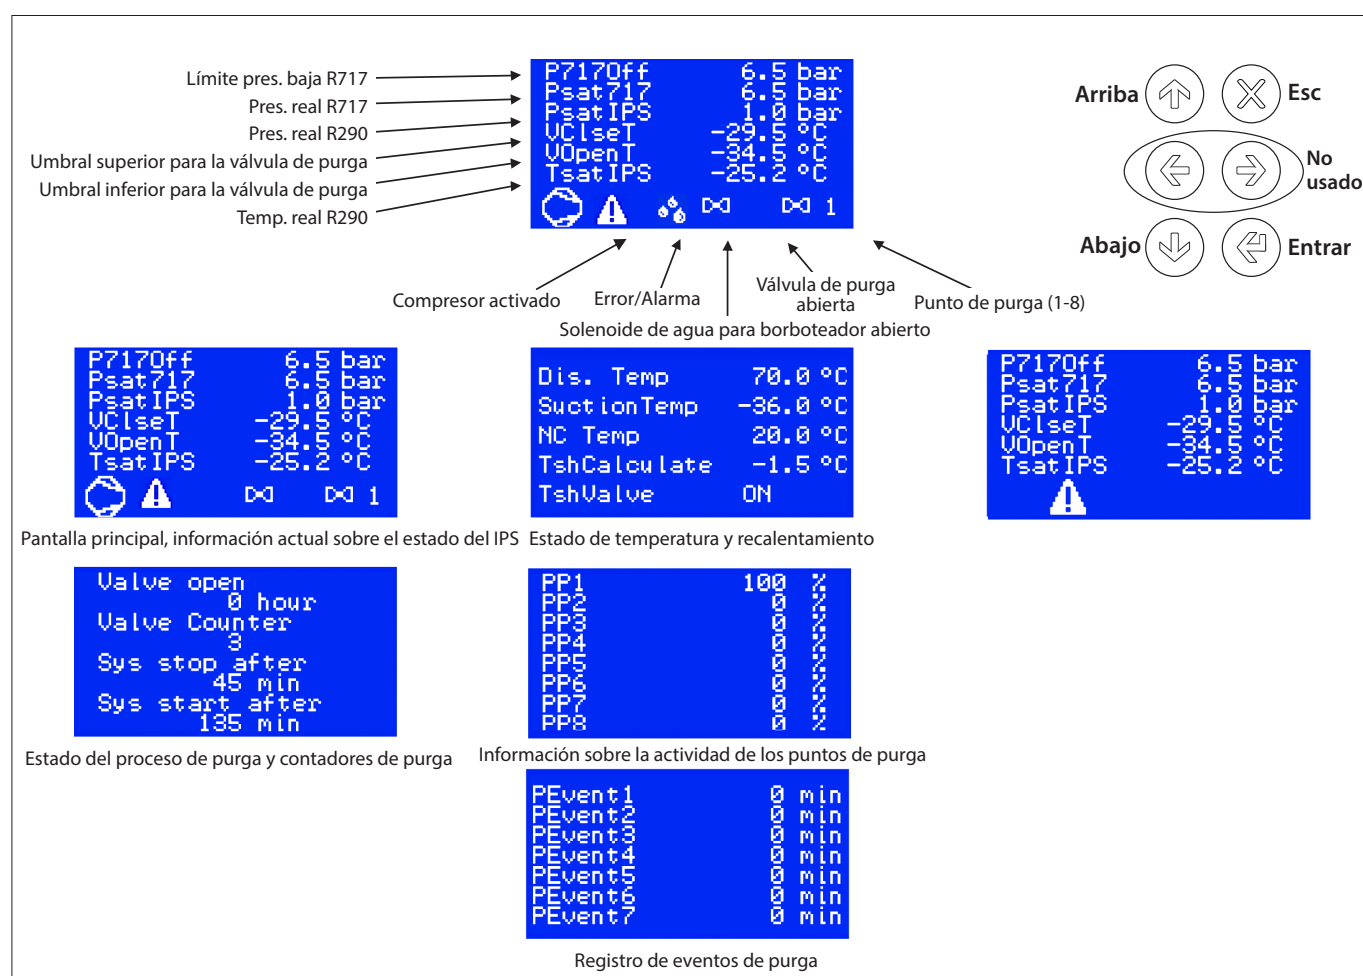 Límite pres. baja R717
Pres. real R717
Pres. real R290
Umbral superior para la válvula de purga
Umbral inferior para la válvula de purga
Temp. real R290
P717Off 6.5 bar
Psat717 6.5 bar
PsatIPS 1.0 bar
VClseT -29.5 °C
VOpenT -34.5 °C
TsatIPS -25.2 °C
1
Arriba
Esc
No
usado
Abajo
Entrar
Compresor activado
Error/Alarma
Válvula de purga
abierta
Punto de purga (1-8)
Solenoide de agua para borboteador abierto
P717Off 6.5 bar
Psat717 6.5 bar
PsatIPS 1.0 bar
VClseT -29.5 °C
VOpenT -34.5 °C
TsatIPS -25.2 °C
1
Pantalla principal, información actual sobre el estado del IPS
Dis. Temp 70.0 °C
SuctionTemp -36.0 °C
NC Temp 20.0 °C
TshCalculate -1.5 °C
TshValve ON
Estado de temperatura y recalentamiento
P717Off 6.5 bar
Psat717 6.5 bar
PsatIPS 1.0 bar
VClseT -29.5 °C
VOpenT -34.5 °C
TsatIPS -25.2 °C
Valve open
0 hour
Valve Counter
3
Sys stop after
45 min
Sys start after
135 min
Estado del proceso de purga y contadores de purga
PP1 100 %
PP2 0 %
PP3 0 %
PP4 0 %
PP5 0 %
PP6 0 %
PP7 0 %
PP8 0 %
Información sobre la actividad de los puntos de purga
PEvent1 0 min
PEvent2 0 min
PEvent3 0 min
PEvent4 0 min
PEvent5 0 min
PEvent6 0 min
PEvent7 0 min
Registro de eventos de purga